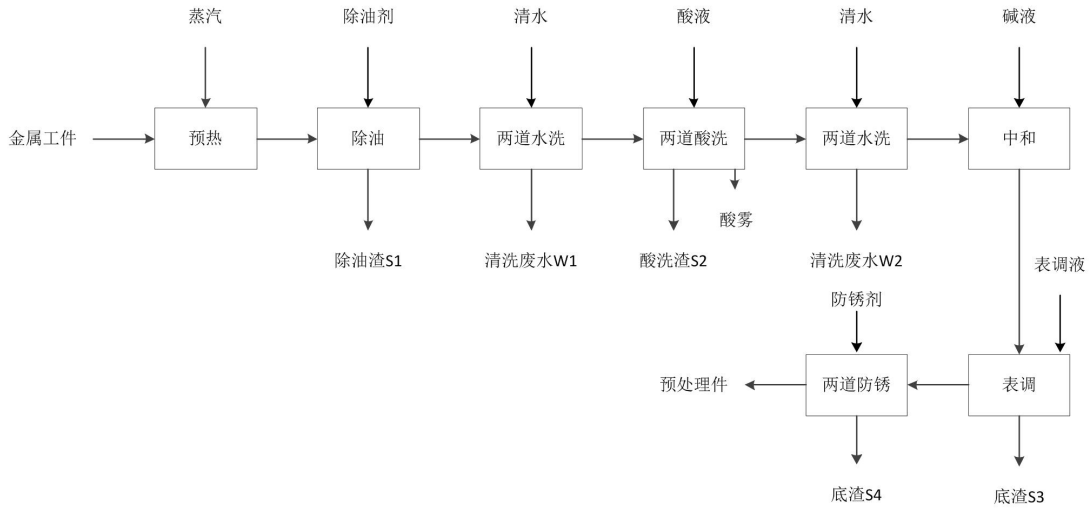 蒸汽
除油剂
清水
酸液
清水
碱液
金属工件
预热
除油
两道水洗
两道酸洗
两道水洗
中和
酸雾
除油渣S1
清洗废水W1
酸洗渣S2
清洗废水W2
表调液
防锈剂
预处理件
两道防锈
表调
底渣S4
底渣S3